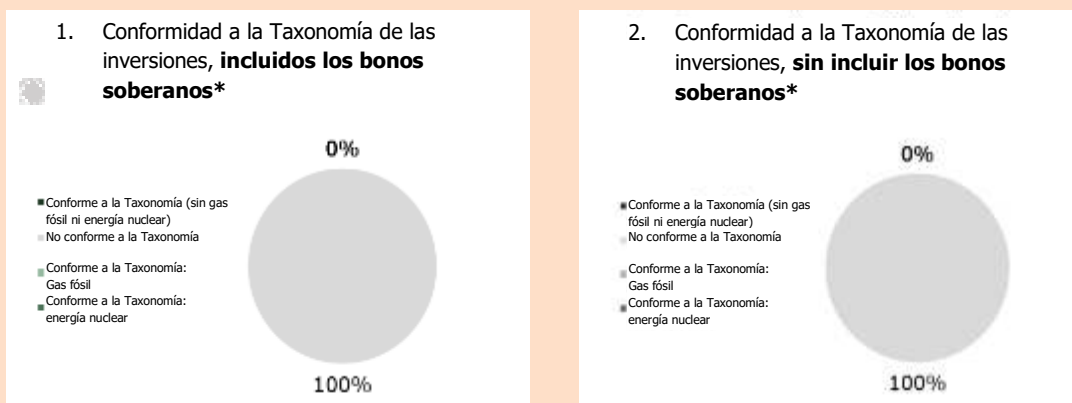 1. Conformidad a la Taxonomía de las
inversiones, incluidos los bonos
soberanos*
0%
Conforme a la Taxonomía (sin gas
fósil ni energía nuclear)
No conforme a la Taxonomía
Conforme a la Taxonomía:
Gas fósil
Conforme a la Taxonomía:
energía nuclear
100%
2. Conformidad a la Taxonomía de las
inversiones, sin incluir los bonos
soberanos*
0%
Conforme a la Taxonomía (sin gas
fósil ni energía nuclear)
No conforme a la Taxonomía
Conforme a la Taxonomía:
Gas fósil
Conforme a la Taxonomía:
energía nuclear
100%